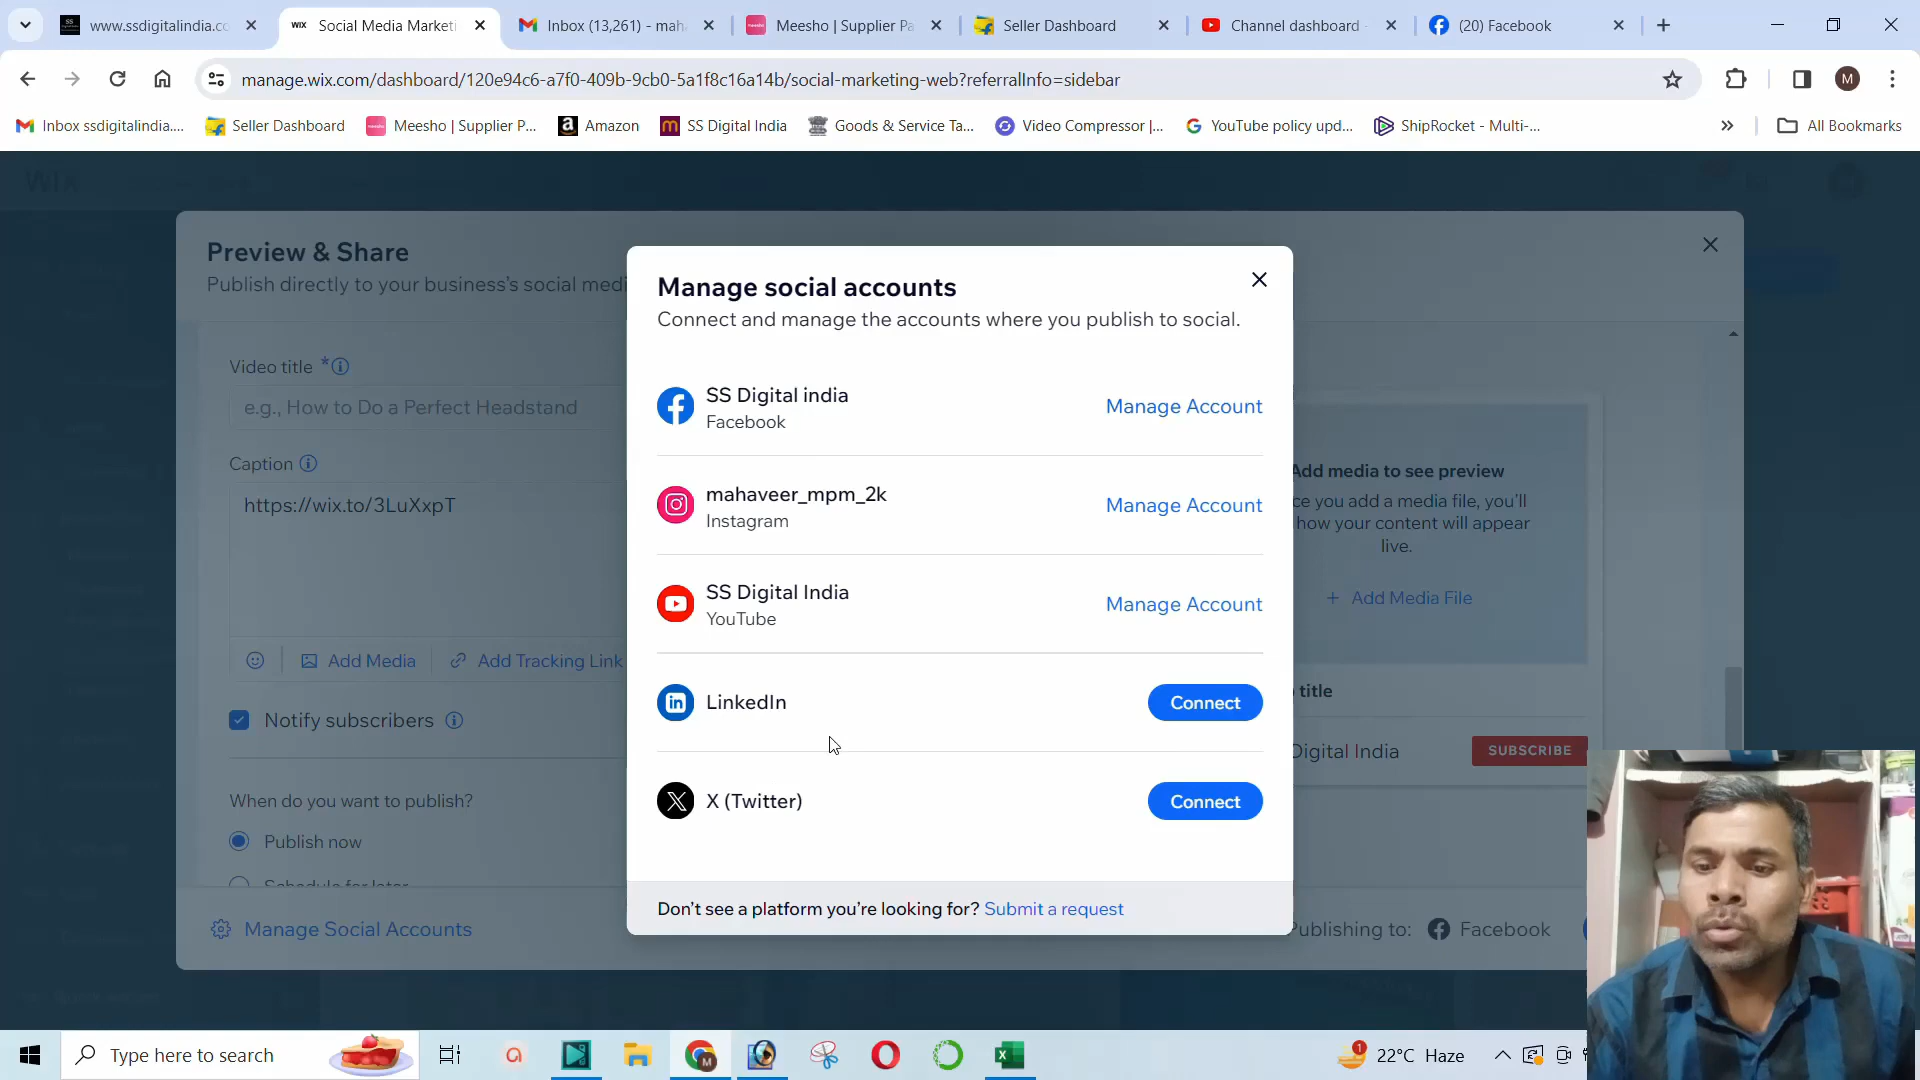 www.ssdigitalindia.co
WIX
Social Media Marketi
Inbox (13,261) - mah
Meesho | Supplier Pa
Seller Dashboard
Channel dashboard -
(20) Facebook
manage.wix.com/dashboard/120e94c6-a7f0-409b-9cb0-5a1f8c16a14b/social-marketing-web?referralInfo=sidebar
M
Inbox ssdigitalindia....
Seller Dashboard
Meesho | Supplier P...
Amazon
SS Digital India
Goods & Service Ta...
Video Compressor |...
YouTube policy upd...
ShipRocket - Multi-...
All Bookmarks
WIX
Preview & Share
Publish directly to your business's social medi
Video title *
e.g., How to Do a Perfect Headstand
Caption
https://wix.to/3LuXxpT
Add Media
Add Tracking Link
Notify subscribers
When do you want to publish?
Publish now
Schedule for later
Manage Social Accounts
Manage social accounts
Connect and manage the accounts where you publish to social.
SS Digital india
Facebook
Manage Account
mahaveer_mpm_2k
Instagram
Manage Account
SS Digital India
YouTube
Manage Account
LinkedIn
Connect
X (Twitter)
Connect
Don't see a platform you're looking for? Submit a request
Add media to see preview
ce you add a media file, you'll
how your content will appear
live.
+ Add Media File
title
Digital India
SUBSCRIBE
Publishing to:
Facebook
Type here to search
1
22°C Haze